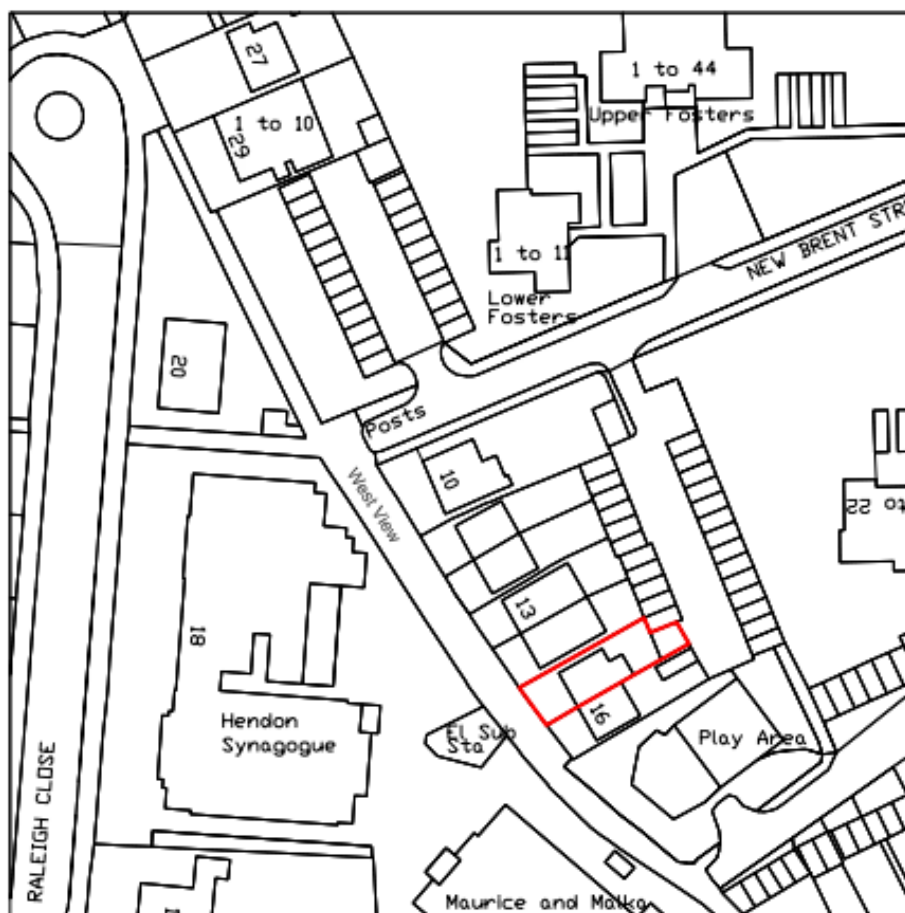 27
1 to 44
Upper Fosters
1 to 10
29
1 to 11
Lower
Fosters
NEW BRENT STR
20
Posts
10
West View
to 22
13
18
16
Hendon
Synagogue
El Sub
Sta
Play Area
RALEIGH CLOSE
Maurice and Malka